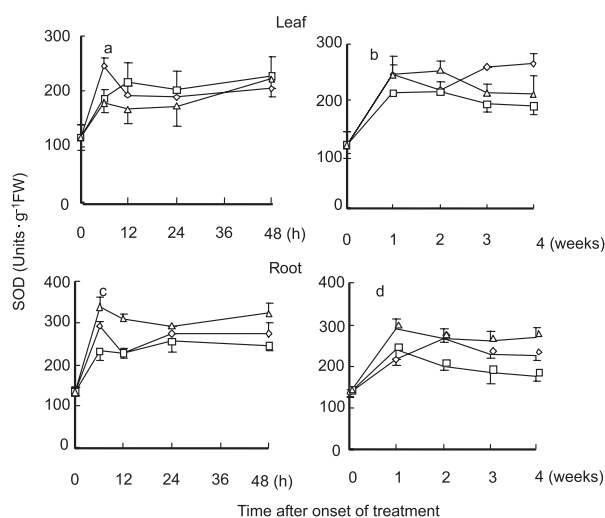 Leaf
a
300
200
100
0
0 12 24 36 48 (h)
b
300
200
100
0
0 1 2 3 4 (weeks)
SOD (Units·g⁻¹FW)
Root
c
400
300
200
100
0
0 12 24 36 48 (h)
d
400
300
200
100
0
0 1 2 3 4 (weeks)
Time after onset of treatment